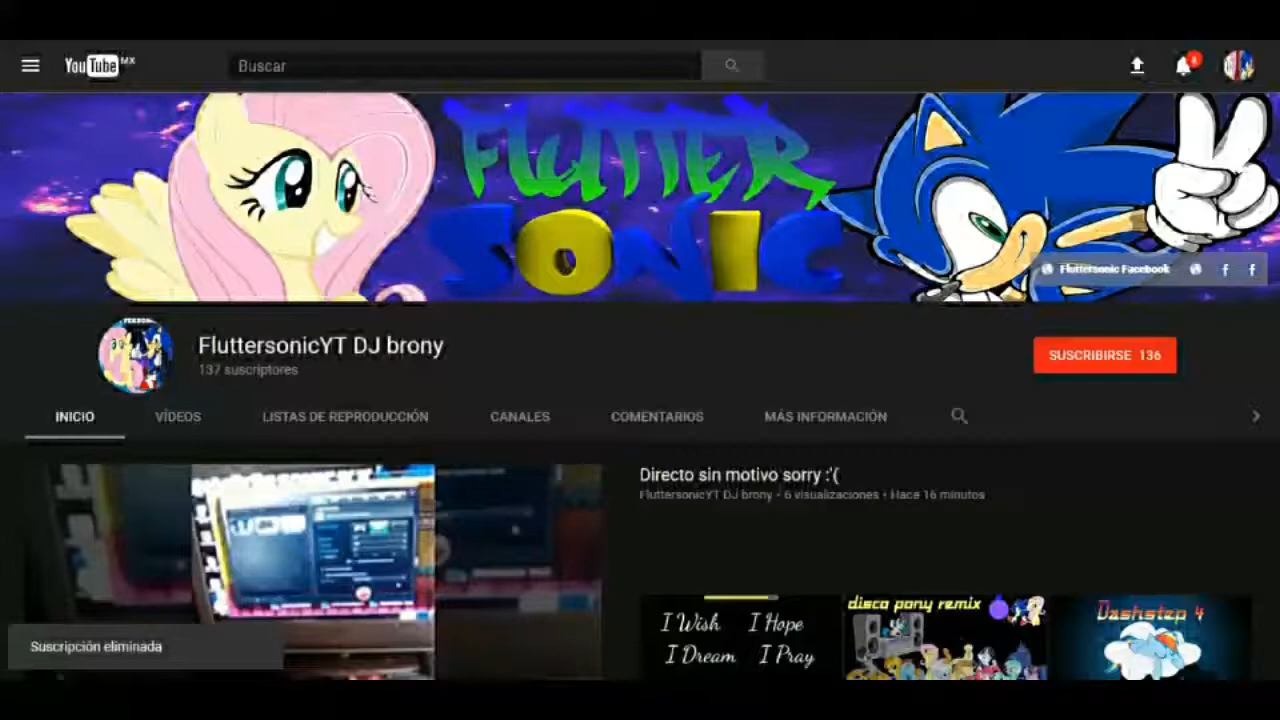 YouTube MX
Buscar
FLUTTER
SONIC
Fluttersonic Facebook
FluttersonicYT DJ brony
137 suscriptores
SUSCRIBIRSE 136
INICIO
VÍDEOS
LISTAS DE REPRODUCCIÓN
CANALES
COMENTARIOS
MÁS INFORMACIÓN
Directo sin motivo sorry :'(
FluttersonicYT DJ brony • 6 visualizaciones • Hace 16 minutos
I Wish I Hope
I Dream I Pray
disco pony remix
Dashstep 4
Suscripción eliminada